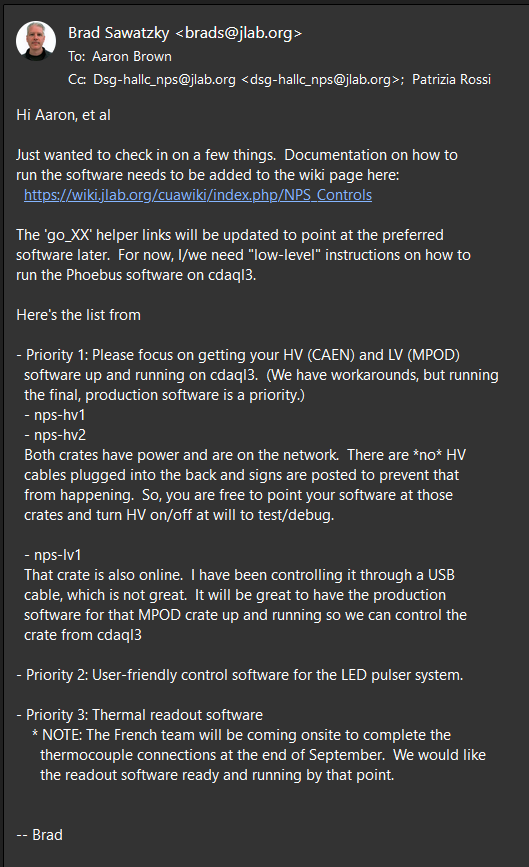 Brad Sawatzky <brads@jlab.org>
To: Aaron Brown
Cc: Dsg-hallc_nps@jlab.org <dsg-hallc_nps@jlab.org>; Patrizia Rossi
Hi Aaron, et al
Just wanted to check in on a few things.  Documentation on how to
run the software needs to be added to the wiki page here:
https://wiki.jlab.org/cuawiki/index.php/NPS_Controls
The 'go_XX' helper links will be updated to point at the preferred
software later.  For now, I/we need "low-level" instructions on how to
run the Phoebus software on cdaql3.
Here's the list from
- Priority 1: Please focus on getting your HV (CAEN) and LV (MPOD)
software up and running on cdaql3.  (We have workarounds, but running
the final, production software is a priority.)
- nps-hv1
- nps-hv2
Both crates have power and are on the network.  There are *no* HV
cables plugged into the back and signs are posted to prevent that
from happening.  So, you are free to point your software at those
crates and turn HV on/off at will to test/debug.
- nps-lv1
That crate is also online.  I have been controlling it through a USB
cable, which is not great.  It will be great to have the production
software for that MPOD crate up and running so we can control the
crate from cdaql3
- Priority 2: User-friendly control software for the LED pulser system.
- Priority 3: Thermal readout software
* NOTE: The French team will be coming onsite to complete the
thermocouple connections at the end of September.  We would like
the readout software ready and running by that point.
-- Brad